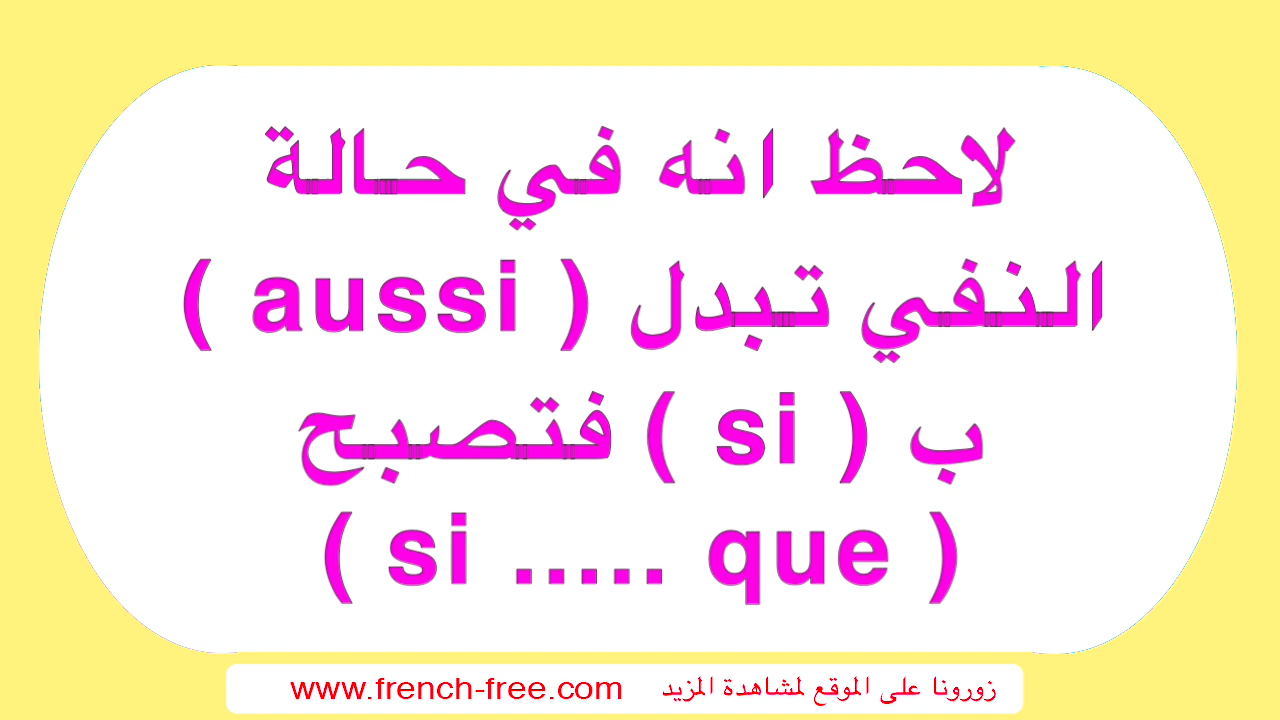 لاحظ انه في حالة
النفي تبدل ( aussi )
ب ( si ) فتصبح
( si ..... que )
زورونا على الموقع لمشاهدة المزيد www.french-free.com